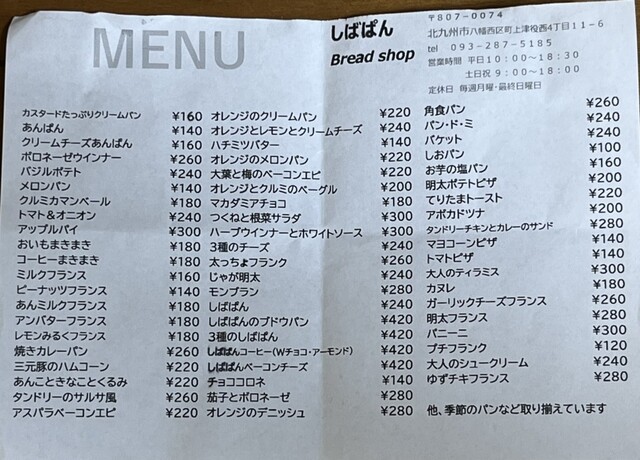 MENU
しばぱん
Bread shop
〒807-0074
北九州市八幡西区町上津役西4丁目11-6
tel 093-287-5185
営業時間 平日10:00～18:30
土日祝 9:00～18:00
定休日 毎週月曜・最終日曜日
カスタードたっぷりクリームパン ¥160
あんぱん ¥140
クリームチーズあんぱん ¥140
ボロネーゼウインナー ¥260
バジルポテト ¥240
メロンパン ¥140
クルミカマンベール ¥180
トマト＆オニオン ¥240
アップルパイ ¥300
おいもまきまき ¥180
コーヒーまきまき ¥180
ミルクフランス ¥160
ピーナッツフランス ¥140
あんミルクフランス ¥180
アンバターフランス ¥180
レモンみるくフランス ¥180
焼きカレーパン ¥260
三元豚のハムコーン ¥220
あんこときなことくるみ ¥220
タンドリーのサルサ風 ¥260
アスパラベーコンエピ ¥220
オレンジのクリームパン ¥220
オレンジとレモンとクリームチーズ ¥240
ハチミツバター ¥140
オレンジのメロンパン ¥240
大葉と梅のベーコンエピ ¥220
オレンジとクルミのベーグル ¥200
マカダミアチョコ ¥180
つくねと根菜サラダ ¥300
ハーブウインナーとホワイトソース ¥300
3種のチーズ ¥240
太っちょフランク ¥260
じゃが明太 ¥240
モンブラン ¥280
しばぱん ¥240
しばぱんのブドウパン ¥420
3種のしばぱん ¥420
しばぱんコーヒー(Wチョコ・アーモンド) ¥420
しばぱんベーコンチーズ ¥420
チョココロネ ¥140
茄子とボロネーゼ ¥280
オレンジのデニッシュ ¥280
角食パン ¥260
パン・ド・ミ ¥240
バケット ¥140
しおパン ¥100
お芋の塩パン ¥160
明太ポテトピザ ¥200
てりたまトースト ¥220
アボカドツナ ¥200
タンドリーチキンとカレーのサンド ¥280
マヨコーンピザ ¥140
トマトピザ ¥140
大人のティラミス ¥300
カヌレ ¥180
ガーリックチーズフランス ¥260
明太フランス ¥280
パニーニ ¥300
プチフランク ¥120
大人のシュークリーム ¥240
ゆずチキフランス ¥280
他、季節のパンなど取り揃えています